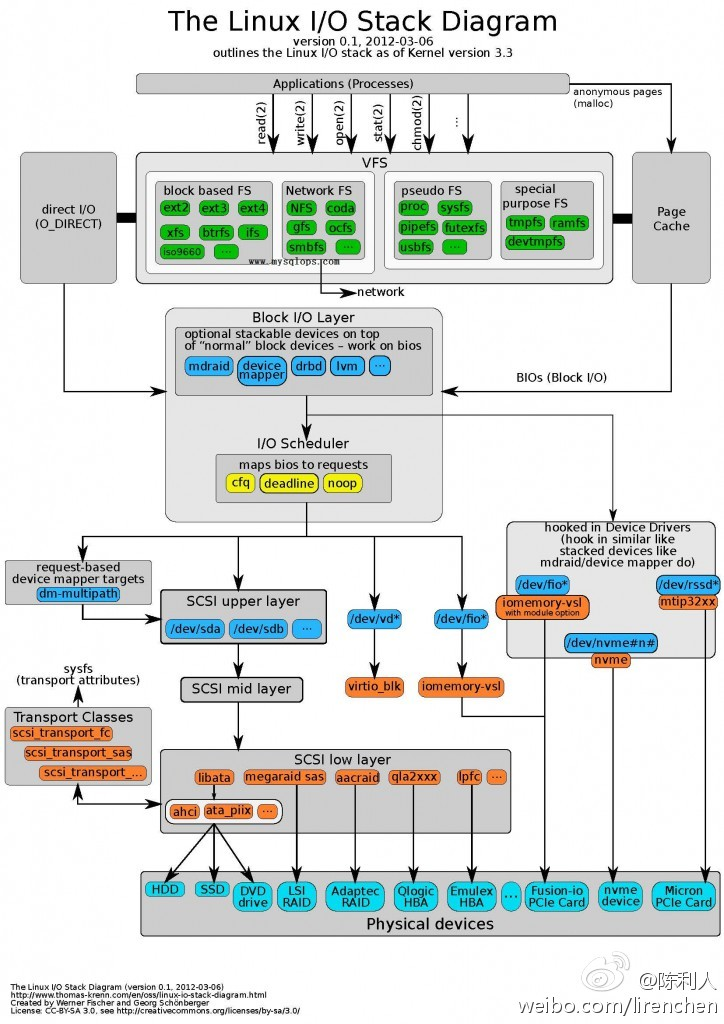 The Linux I/O Stack Diagram
version 0.1, 2012-03-06
outlines the Linux I/O stack as of Kernel version 3.3
Applications (Processes)
anonymous pages
(malloc)
read(2)
write(2)
open(2)
stat(2)
chmod(2)
...
VFS
direct I/O
(O_DIRECT)
block based FS
ext2 ext3 ext4
xfs btrfs ifs
iso9660 ...
Network FS
NFS coda
gfs ocfs
smbfs ...
pseudo FS
proc sysfs
pipefs futexfs
usbfs ...
special
purpose FS
tmpfs ramfs
devtmpfs
Page
Cache
www.mysqlops.com
network
Block I/O Layer
optional stackable devices on top
of "normal" block devices – work on bios
mdraid device mapper drbd lvm ...
BIOs (Block I/O)
I/O Scheduler
maps bios to requests
cfq deadline noop
hooked in Device Drivers
(hook in similar like
stacked devices like
mdraid/device mapper do)
/dev/fio*
iomemory-vsl
with module option
/dev/rssd*
mtip32xx
/dev/nvme#n#
nvme
request-based
device mapper targets
dm-multipath
SCSI upper layer
/dev/sda /dev/sdb ...
/dev/vd*
/dev/fio*
virtio_blk
iomemory-vsl
sysfs
(transport attributes)
SCSI mid layer
Transport Classes
scsi_transport_fc
scsi_transport_sas
scsi_transport_...
SCSI low layer
libata megaraid sas aacraid qla2xxx lpfc ...
ahci ata_piix ...
HDD
SSD
DVD
drive
LSI
RAID
Adaptec
RAID
Qlogic
HBA
Emulex
HBA
...
Fusion-io
PCIe Card
nvme
device
Micron
PCIe Card
Physical devices
The Linux I/O Stack Diagram (version 0.1, 2012-03-06)
http://www.thomas-krenn.com/en/oss/linux-io-stack-diagram.html
Created by Werner Fischer and Georg Schönberger
License: CC-BY-SA 3.0, see http://creativecommons.org/licenses/by-sa/3.0/
@陈利人
weibo.com/lirenchen